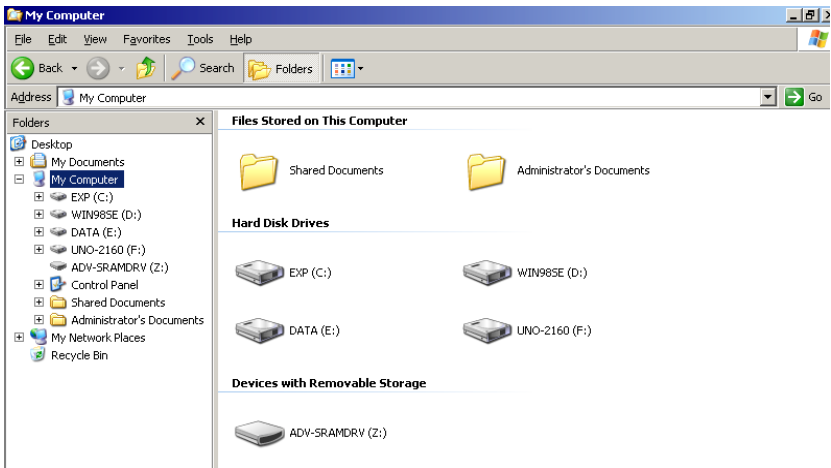 My Computer
File Edit View Favorites Tools Help
Back Search Folders
Address My Computer Go
Folders x
Desktop
My Documents
My Computer
EXP (C:)
WIN98SE (D:)
DATA (E:)
UNO-2160 (F:)
ADV-SRAMDRV (Z:)
Control Panel
Shared Documents
Administrator's Documents
My Network Places
Recycle Bin
Files Stored on This Computer
Shared Documents Administrator's Documents
Hard Disk Drives
EXP (C:) WIN98SE (D:)
DATA (E:) UNO-2160 (F:)
Devices with Removable Storage
ADV-SRAMDRV (Z:)